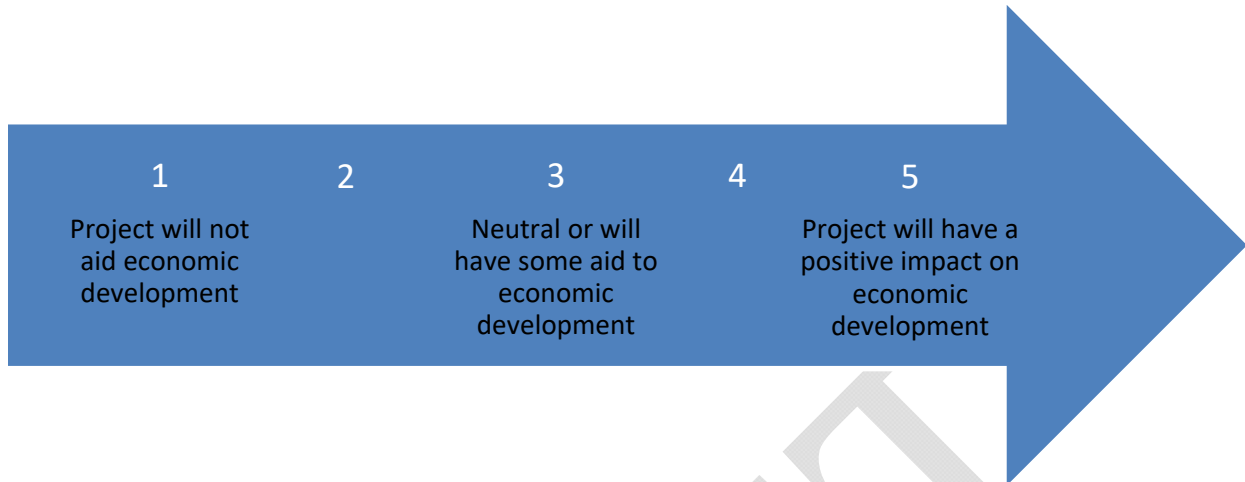 1 2 3 4 5
Project will not
aid economic
development
Neutral or will
have some aid to
economic
development
Project will have a
positive impact on
economic
development